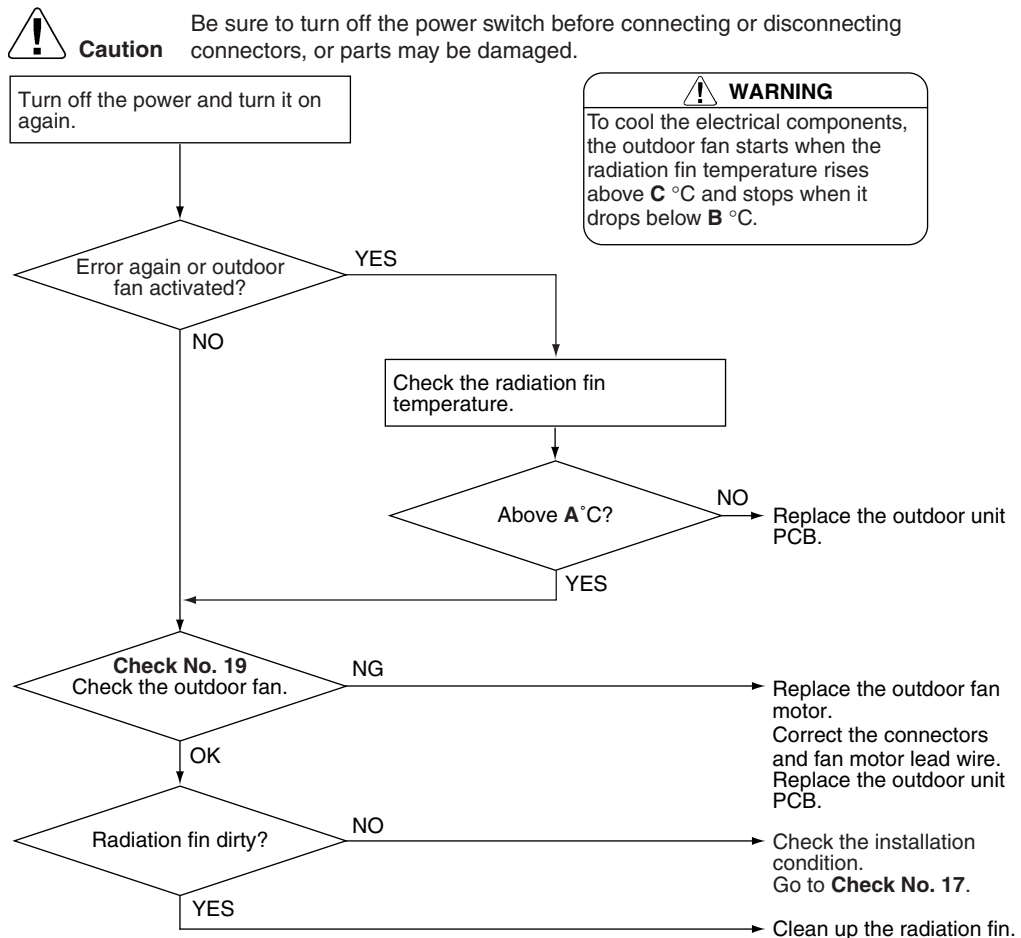 Be sure to turn off the power switch before connecting or disconnecting
Caution connectors, or parts may be damaged.
Turn off the power and turn it on
again.
WARNING
To cool the electrical components,
the outdoor fan starts when the
radiation fin temperature rises
above C °C and stops when it
drops below B °C.
Error again or outdoor
fan activated?
YES
NO
Check the radiation fin
temperature.
Above A˚C?
NO
Replace the outdoor unit
PCB.
YES
Check No. 19
Check the outdoor fan.
NG
Replace the outdoor fan
motor.
Correct the connectors
and fan motor lead wire.
Replace the outdoor unit
PCB.
OK
Radiation fin dirty?
NO
Check the installation
condition.
Go to Check No. 17.
YES
Clean up the radiation fin.